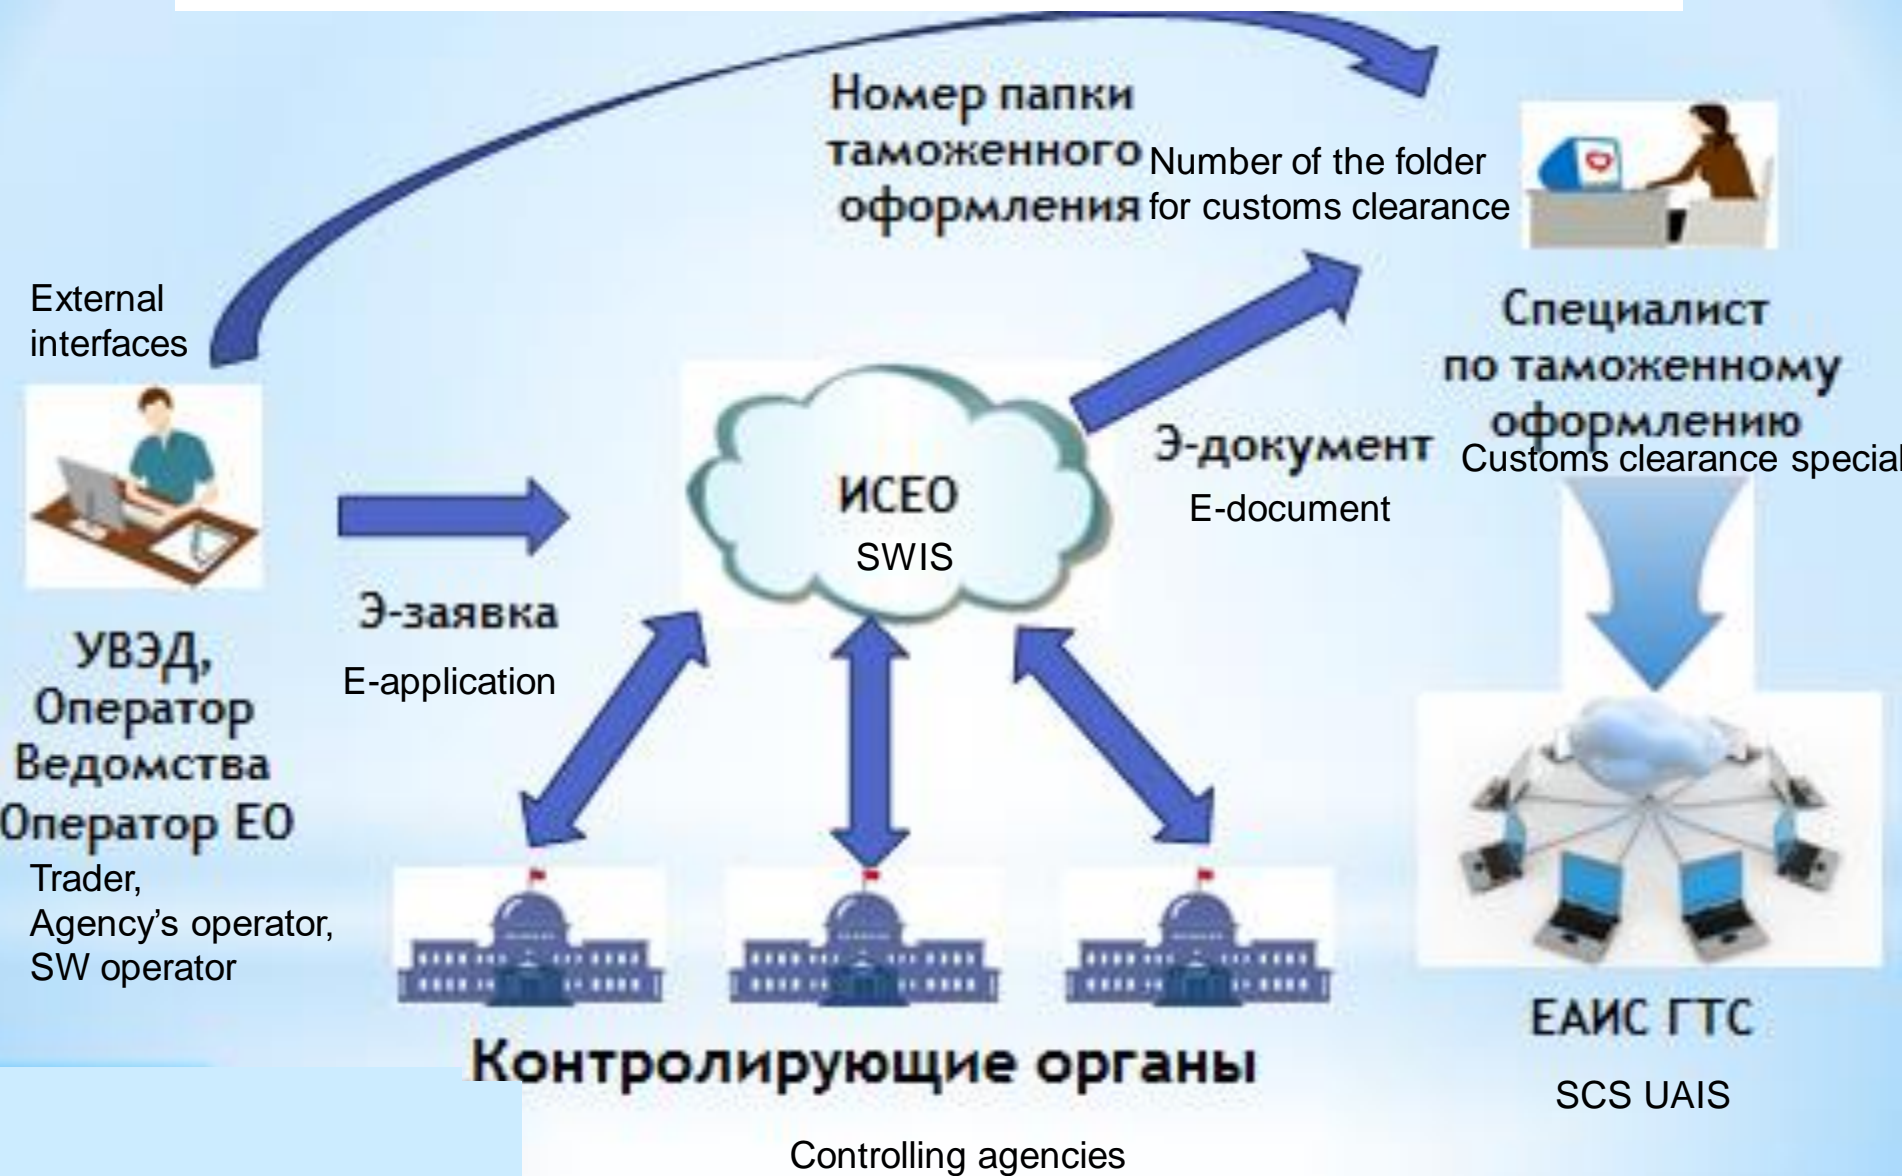 Номер папки
таможенного
оформления
Number of the folder
for customs clearance
External
interfaces
Специалист
по таможенному
оформлению
Customs clearance special
Э-документ
E-document
ИСЕО
SWIS
Э-заявка
E-application
УВЭД,
Оператор
Ведомства
Оператор ЕО
Trader,
Agency’s operator,
SW operator
Контролирующие органы
Controlling agencies
ЕАИС ГТС
SCS UAIS